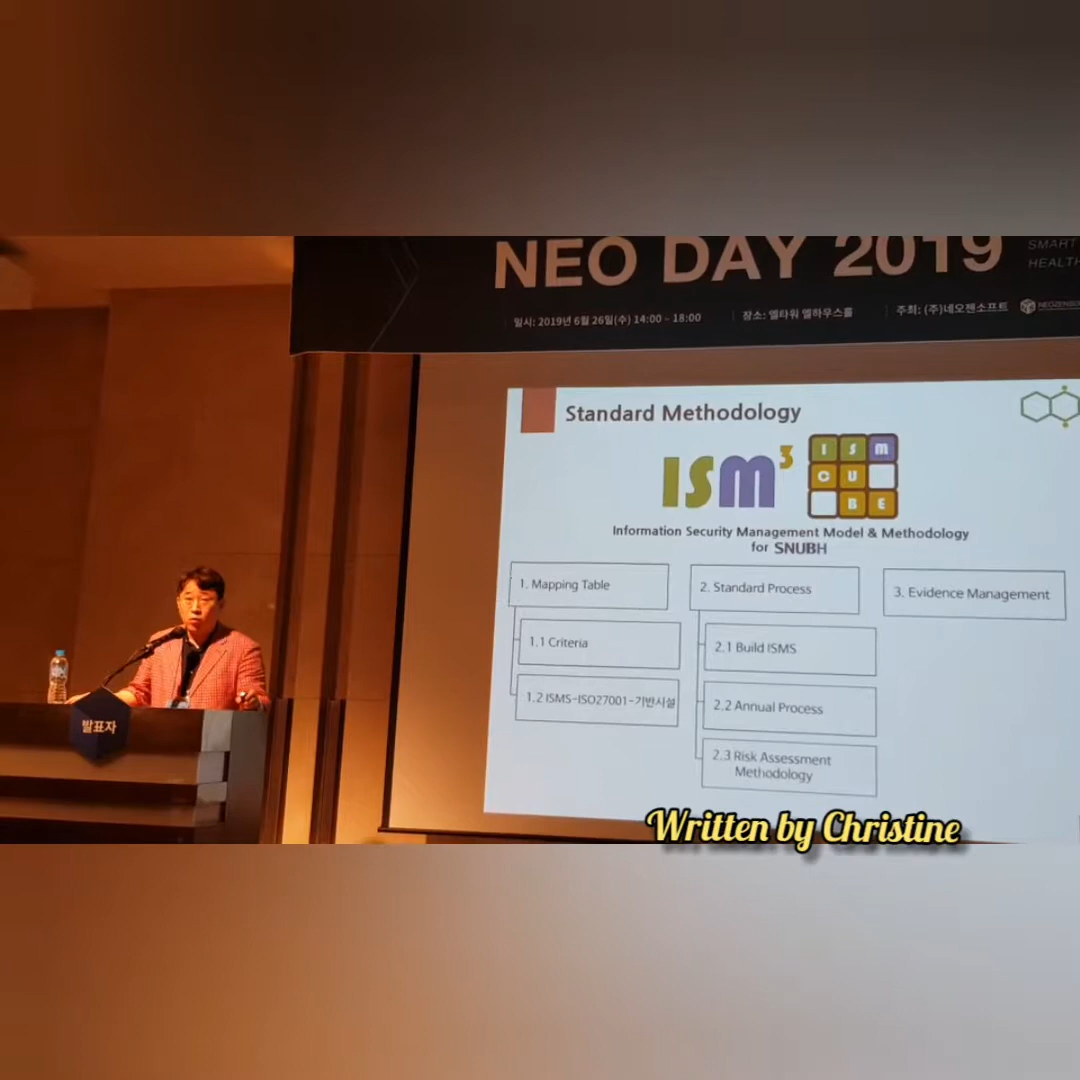 NEO DAY 2019
SMART
HEALTH
일시: 2019년 6월 26일(수) 14:00 - 18:00
장소: 엘타워 엘하우스홀
주최: (주)네오젠소프트
Standard Methodology
ISM3
I S m
C U
B E
Information Security Management Model & Methodology
for SNUBH
1. Mapping Table
1.1 Criteria
1.2 ISMS-ISO27001-기반시설
2. Standard Process
2.1 Build ISMS
2.2 Annual Process
2.3 Risk Assessment
Methodology
3. Evidence Management
발표자
Written by Christine